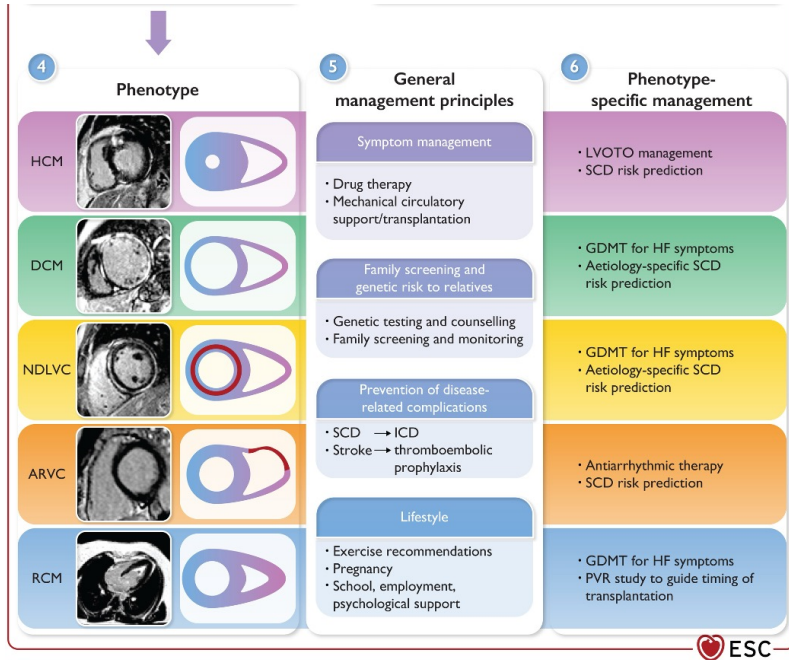 4
Phenotype
HCM
DCM
NDLVC
ARVC
RCM
5
General
management principles
Symptom management
· Drug therapy
· Mechanical circulatory
support/transplantation
Family screening and
genetic risk to relatives
· Genetic testing and counselling
· Family screening and monitoring
Prevention of disease-
related complications
· SCD → ICD
· Stroke → thromboembolic
prophylaxis
Lifestyle
· Exercise recommendations
· Pregnancy
· School, employment,
psychological support
6
Phenotype-
specific management
· LVOTO management
· SCD risk prediction
· GDMT for HF symptoms
· Aetiology-specific SCD
risk prediction
· GDMT for HF symptoms
· Aetiology-specific SCD
risk prediction
· Antiarrhythmic therapy
· SCD risk prediction
· GDMT for HF symptoms
· PVR study to guide timing of
transplantation
ESC